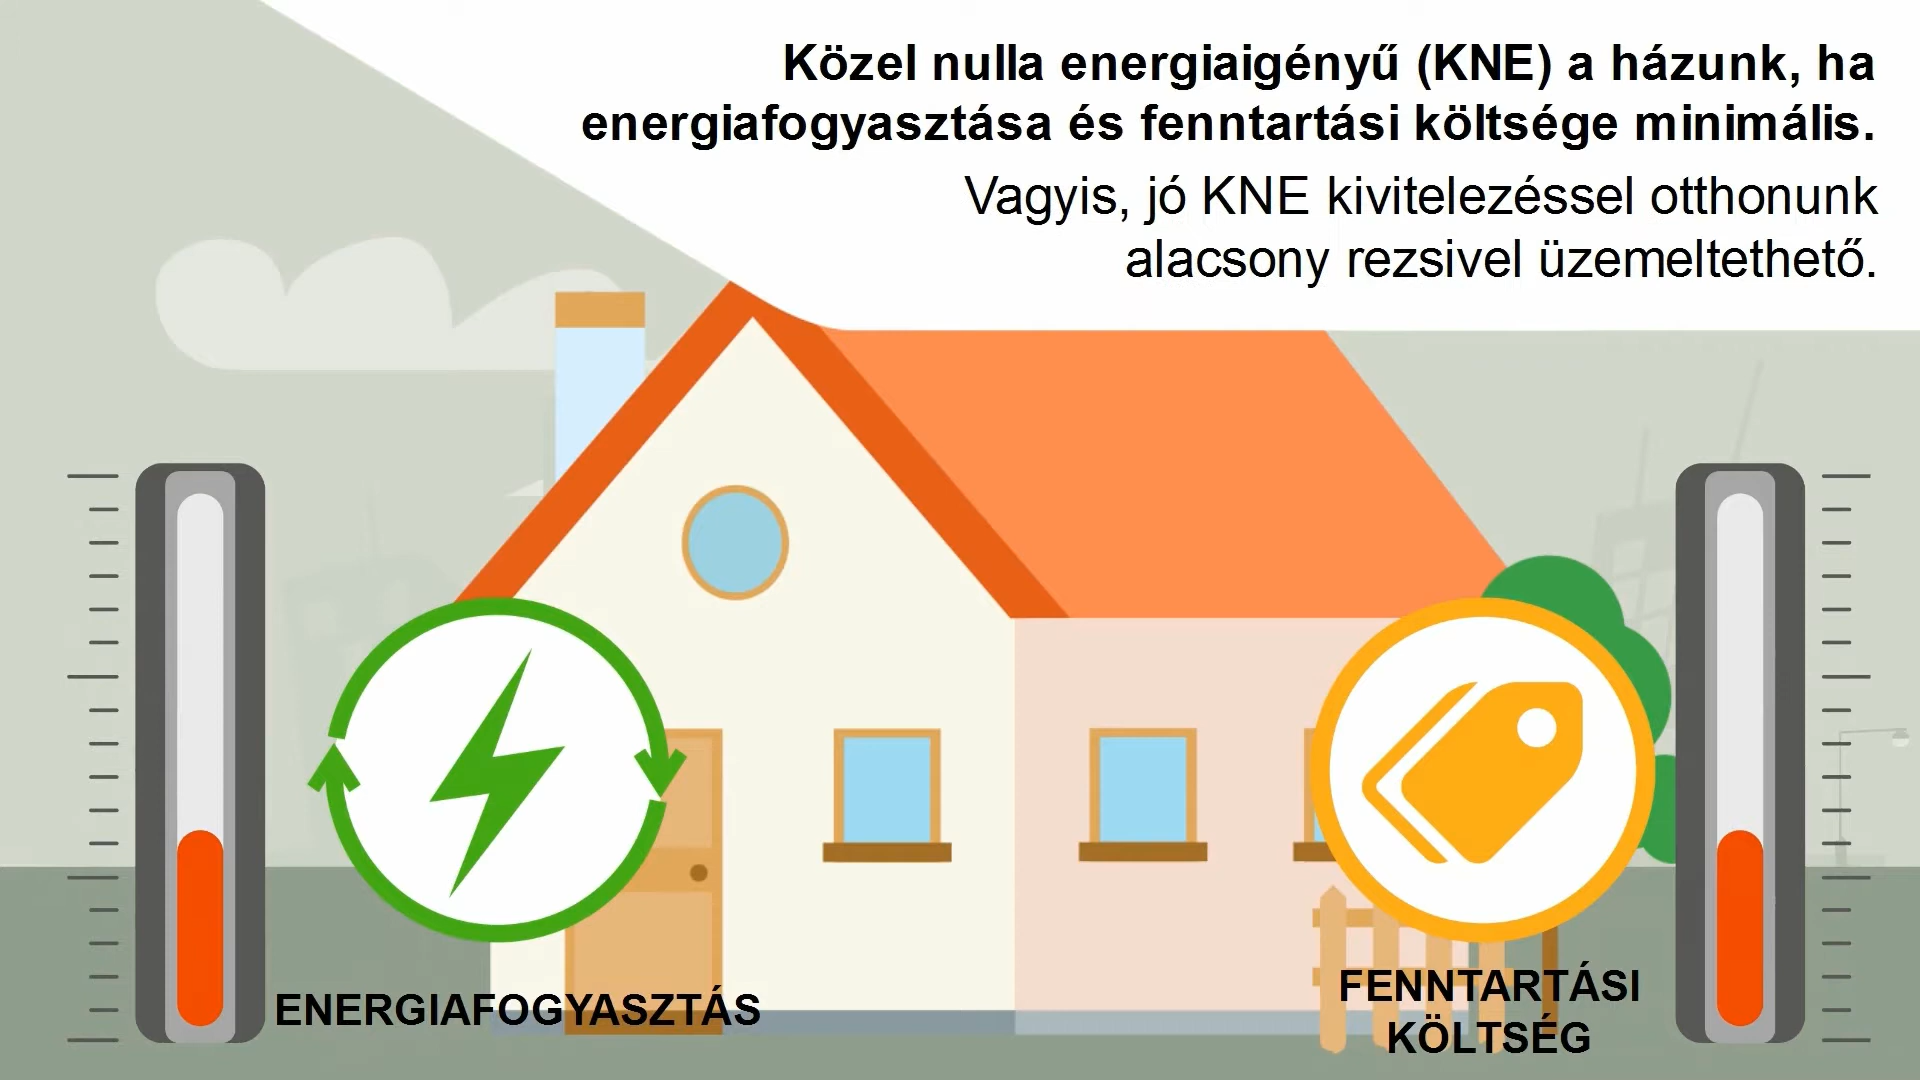 Közel nulla energiaigényű (KNE) a házunk, ha
energiafogyasztása és fenntartási költsége minimális.
Vagyis, jó KNE kivitelezéssel otthonunk
alacsony rezsivel üzemeltethető.
ENERGIAFOGYASZTÁS
FENNTARTÁSI
KÖLTSÉG